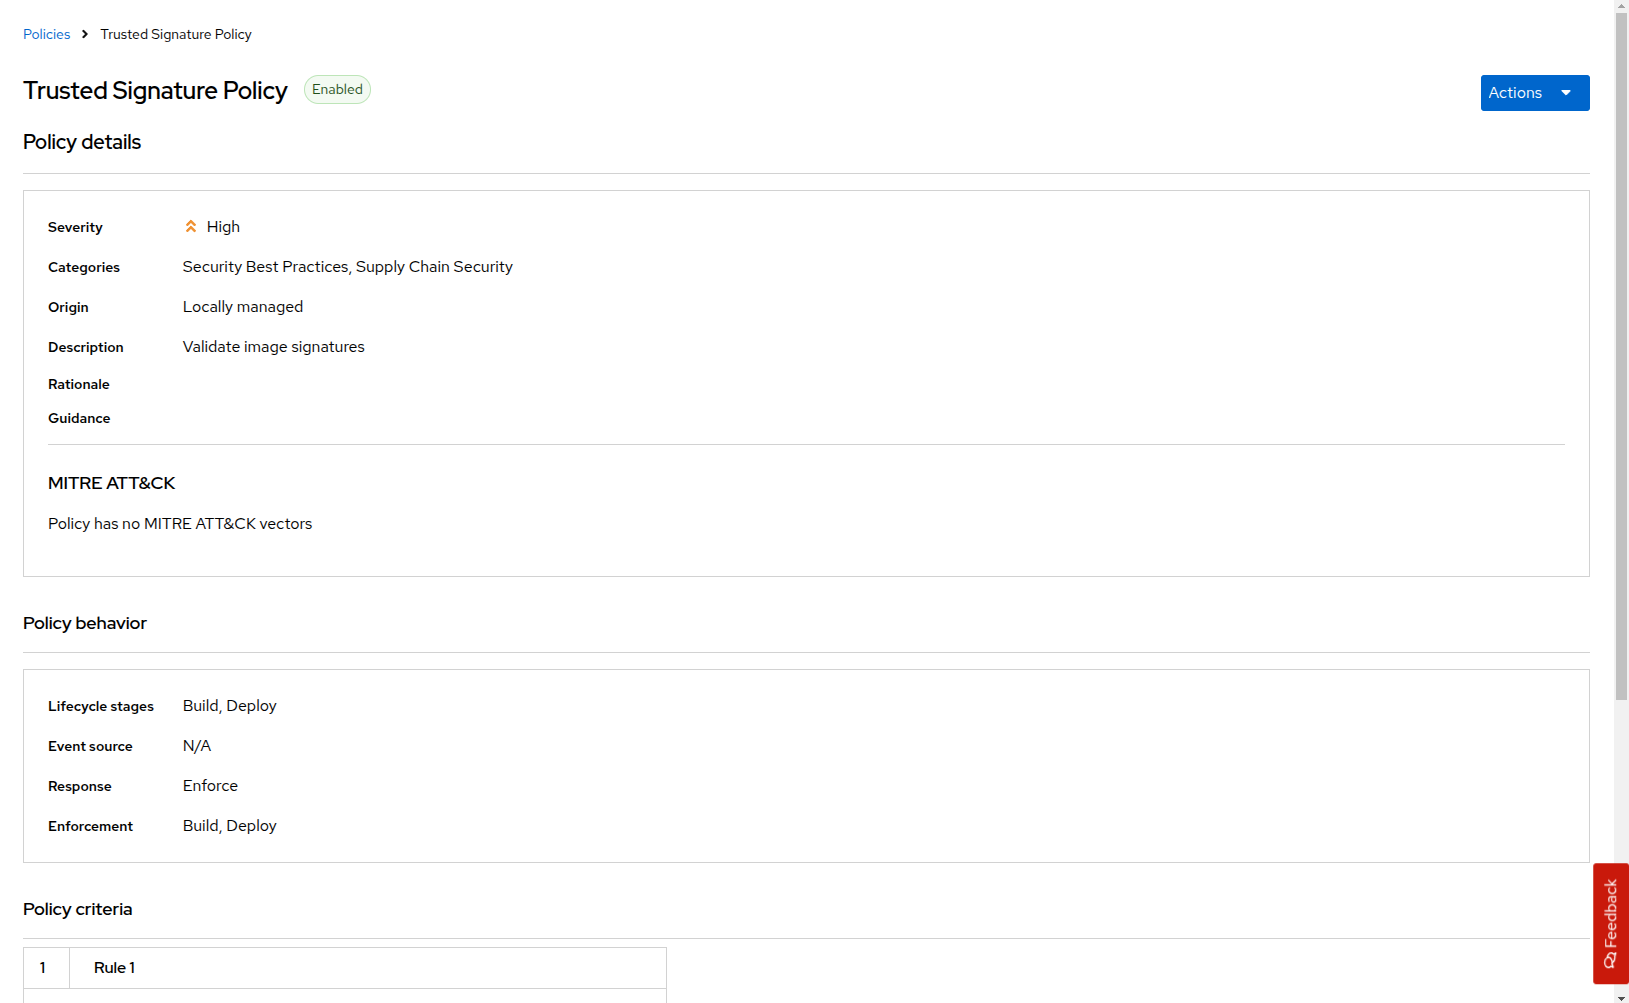 Policies > Trusted Signature Policy
Trusted Signature Policy Enabled
Actions
Policy details
Severity High
Categories Security Best Practices, Supply Chain Security
Origin Locally managed
Description Validate image signatures
Rationale
Guidance
MITRE ATT&CK
Policy has no MITRE ATT&CK vectors
Policy behavior
Lifecycle stages Build, Deploy
Event source N/A
Response Enforce
Enforcement Build, Deploy
Feedback
Policy criteria
1 Rule 1